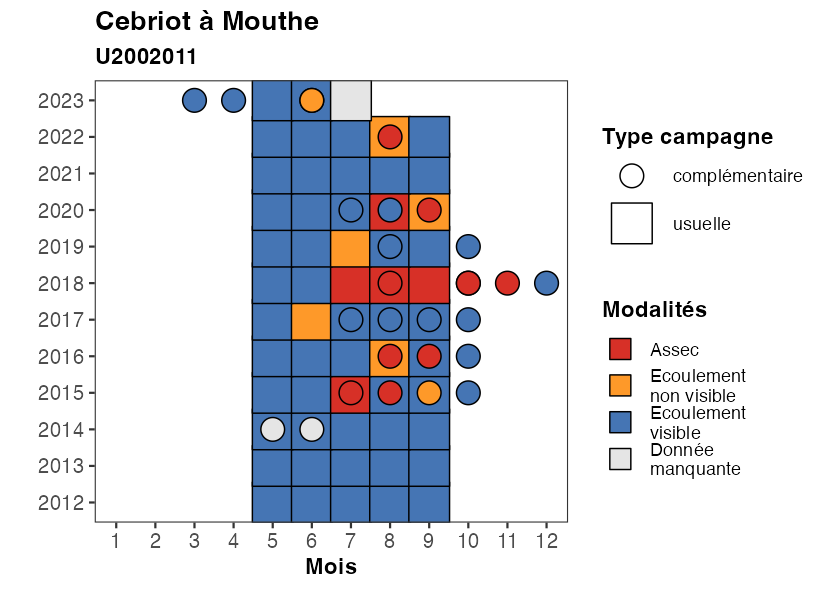 Cebriot à Mouthe
U2002011
2023
2022
2021
2020
2019
2018
2017
2016
2015
2014
2013
2012
1 2 3 4 5 6 7 8 9 10 11 12
Mois
Type campagne
complémentaire
usuelle
Modalités
Assec
Ecoulement
non visible
Ecoulement
visible
Donnée
manquante